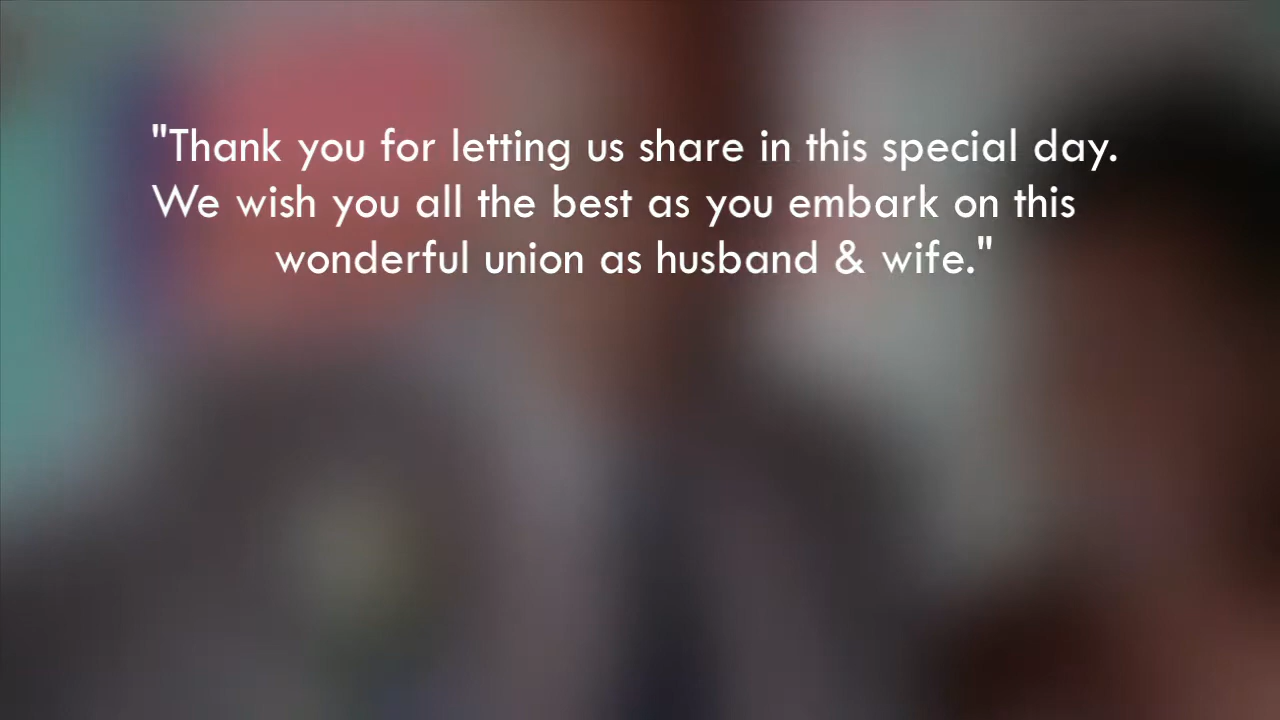 "Thank you for letting us share in this special day.
We wish you all the best as you embark on this
wonderful union as husband & wife."